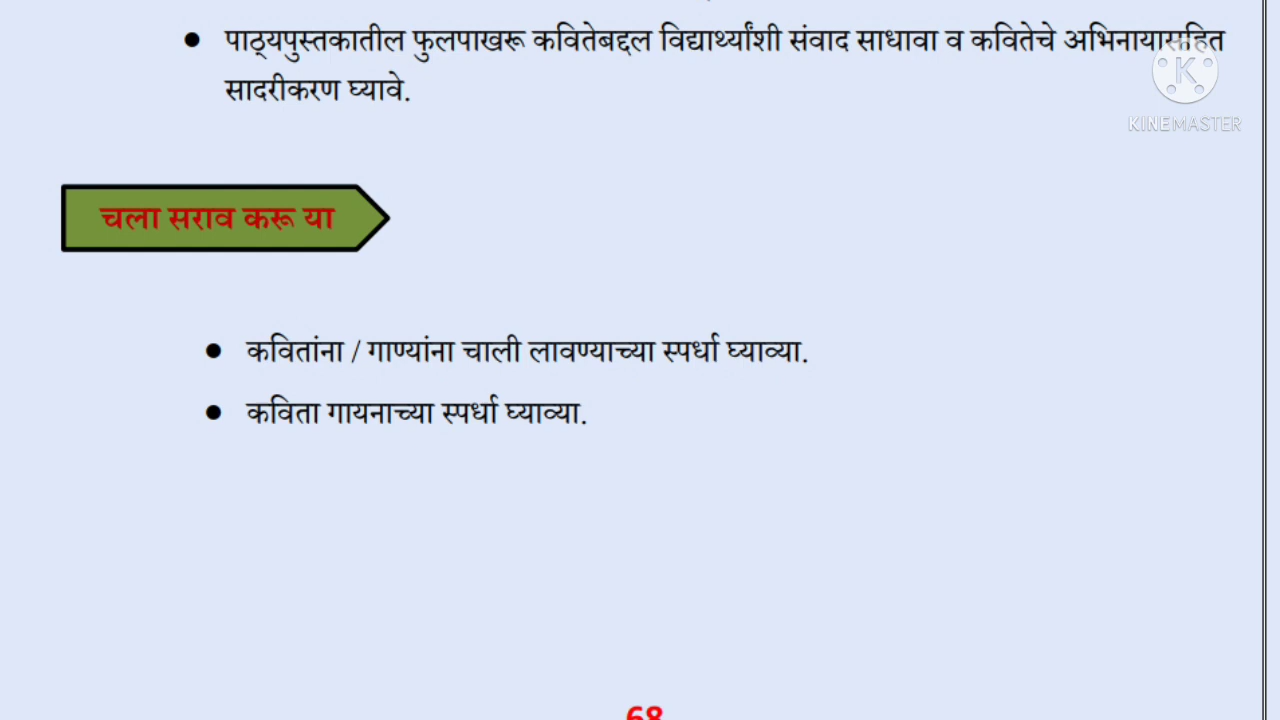 ● पाठ्यपुस्तकातील फुलपाखरू कवितेबद्दल विद्यार्थ्यांशी संवाद साधावा व कवितेचे अभिनायासहित
सादरीकरण घ्यावे.
KINEMASTER
चला सराव करू या
● कवितांना / गाण्यांना चाली लावण्याच्या स्पर्धा घ्याव्या.
● कविता गायनाच्या स्पर्धा घ्याव्या.
68